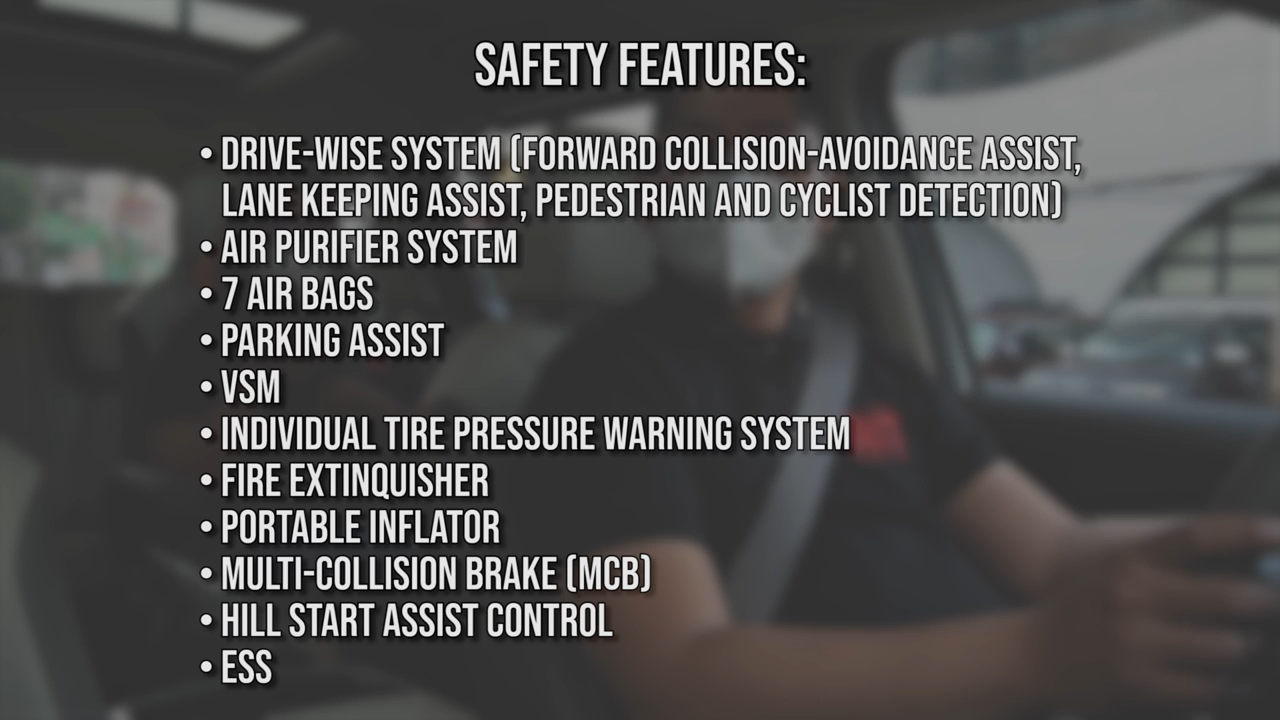 SAFETY FEATURES:
• DRIVE-WISE SYSTEM (FORWARD COLLISION-AVOIDANCE ASSIST,
LANE KEEPING ASSIST, PEDESTRIAN AND CYCLIST DETECTION)
• AIR PURIFIER SYSTEM
• 7 AIR BAGS
• PARKING ASSIST
• VSM
• INDIVIDUAL TIRE PRESSURE WARNING SYSTEM
• FIRE EXTINQUISHER
• PORTABLE INFLATOR
• MULTI-COLLISION BRAKE (MCB)
• HILL START ASSIST CONTROL
• ESS